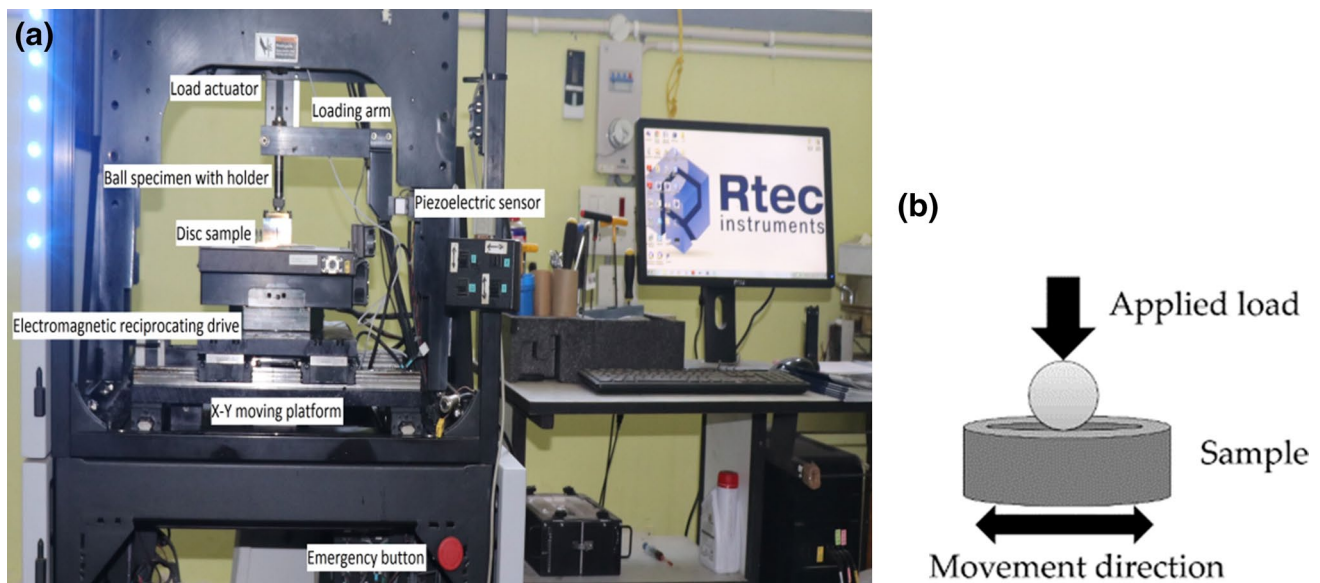 (a)
Load actuator
Loading arm
Ball specimen with holder
Piezoelectric sensor
Disc sample
Rtec
instruments
Electromagnetic reciprocating drive
X-Y moving platform
Emergency button
(b)
Applied load
Sample
Movement direction